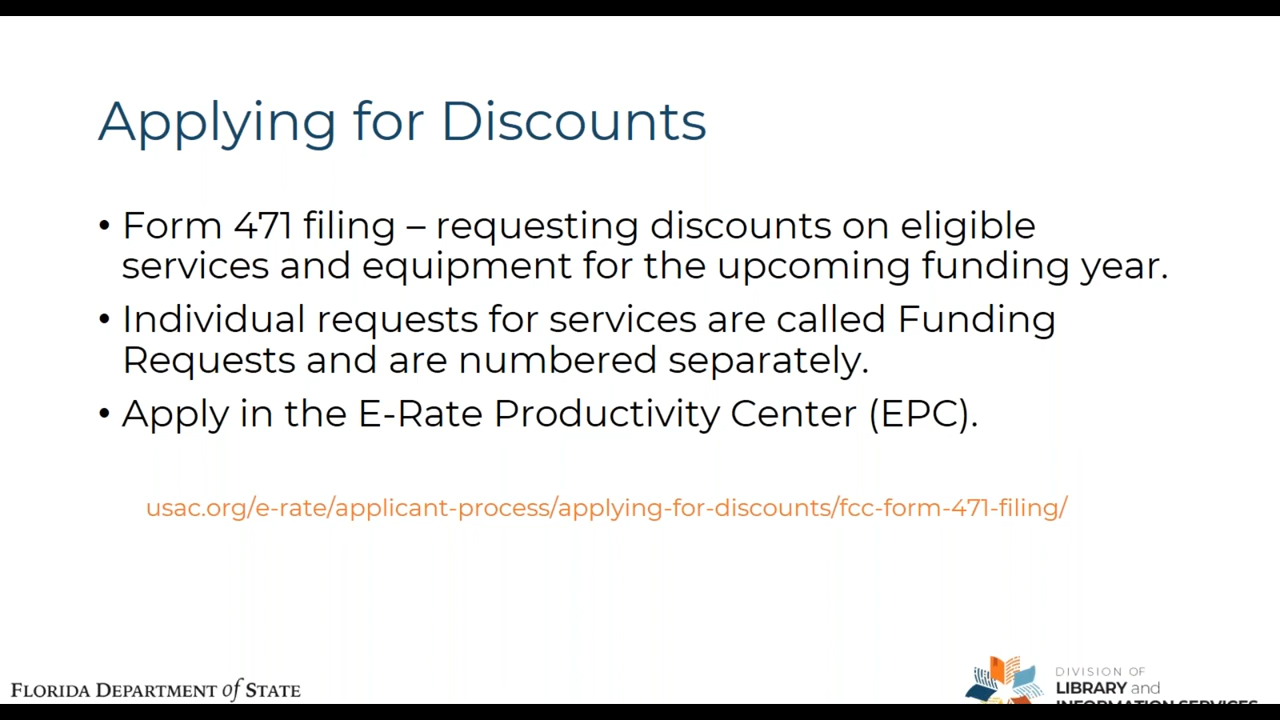 Applying for Discounts
• Form 471 filing – requesting discounts on eligible
services and equipment for the upcoming funding year.
• Individual requests for services are called Funding
Requests and are numbered separately.
• Apply in the E-Rate Productivity Center (EPC).
usac.org/e-rate/applicant-process/applying-for-discounts/fcc-form-471-filing/
FLORIDA DEPARTMENT of STATE
DIVISION OF
LIBRARY and
INFORMATION SERVICES